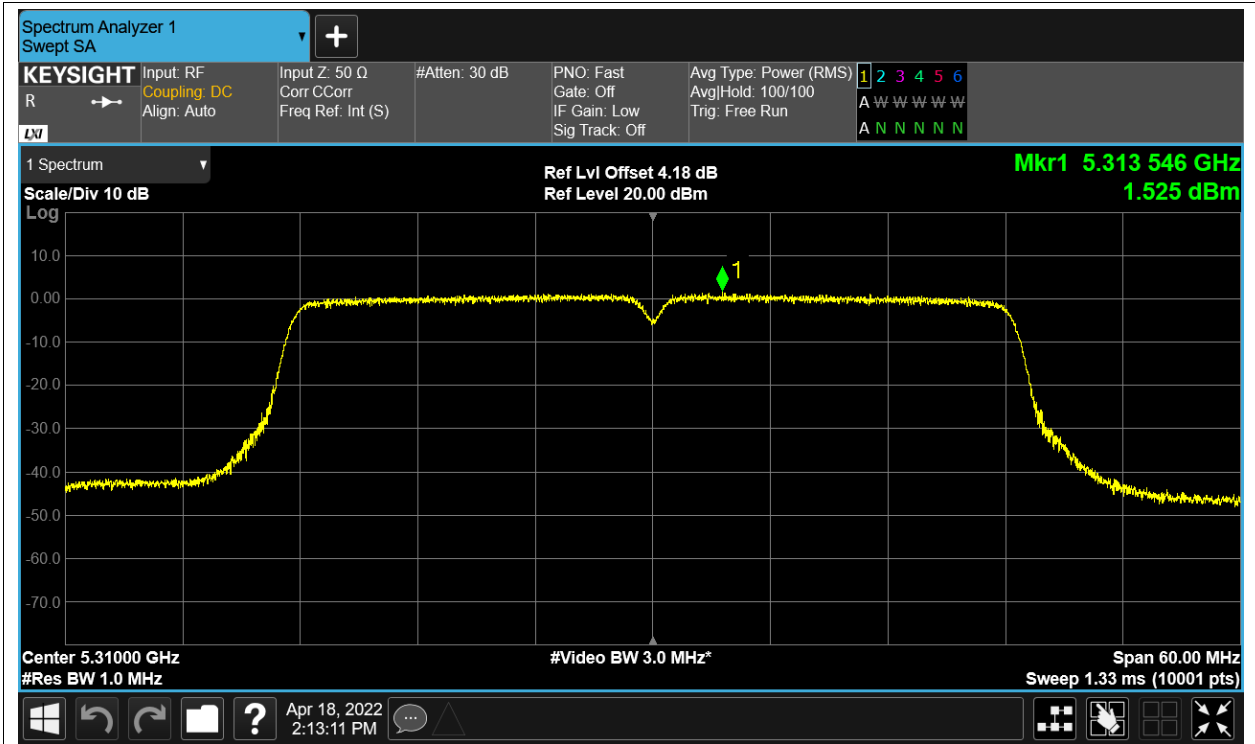 Spectrum Analyzer 1
Swept SA
KEYSIGHT
R
LXI
Input: RF
Coupling: DC
Align: Auto
Input Z: 50 Ω
Corr CCorr
Freq Ref: Int (S)
#Atten: 30 dB
PNO: Fast
Gate: Off
IF Gain: Low
Sig Track: Off
Avg Type: Power (RMS)
Avg|Hold: 100/100
Trig: Free Run
1 2 3 4 5 6
A W W W W W
A N N N N N
1 Spectrum
Scale/Div 10 dB
Log
Ref Lvl Offset 4.18 dB
Ref Level 20.00 dBm
Mkr1 5.313 546 GHz
1.525 dBm
1
10.0
0.00
-10.0
-20.0
-30.0
-40.0
-50.0
-60.0
-70.0
Center 5.31000 GHz
#Res BW 1.0 MHz
#Video BW 3.0 MHz*
Span 60.00 MHz
Sweep 1.33 ms (10001 pts)
?
Apr 18, 2022
2:13:11 PM